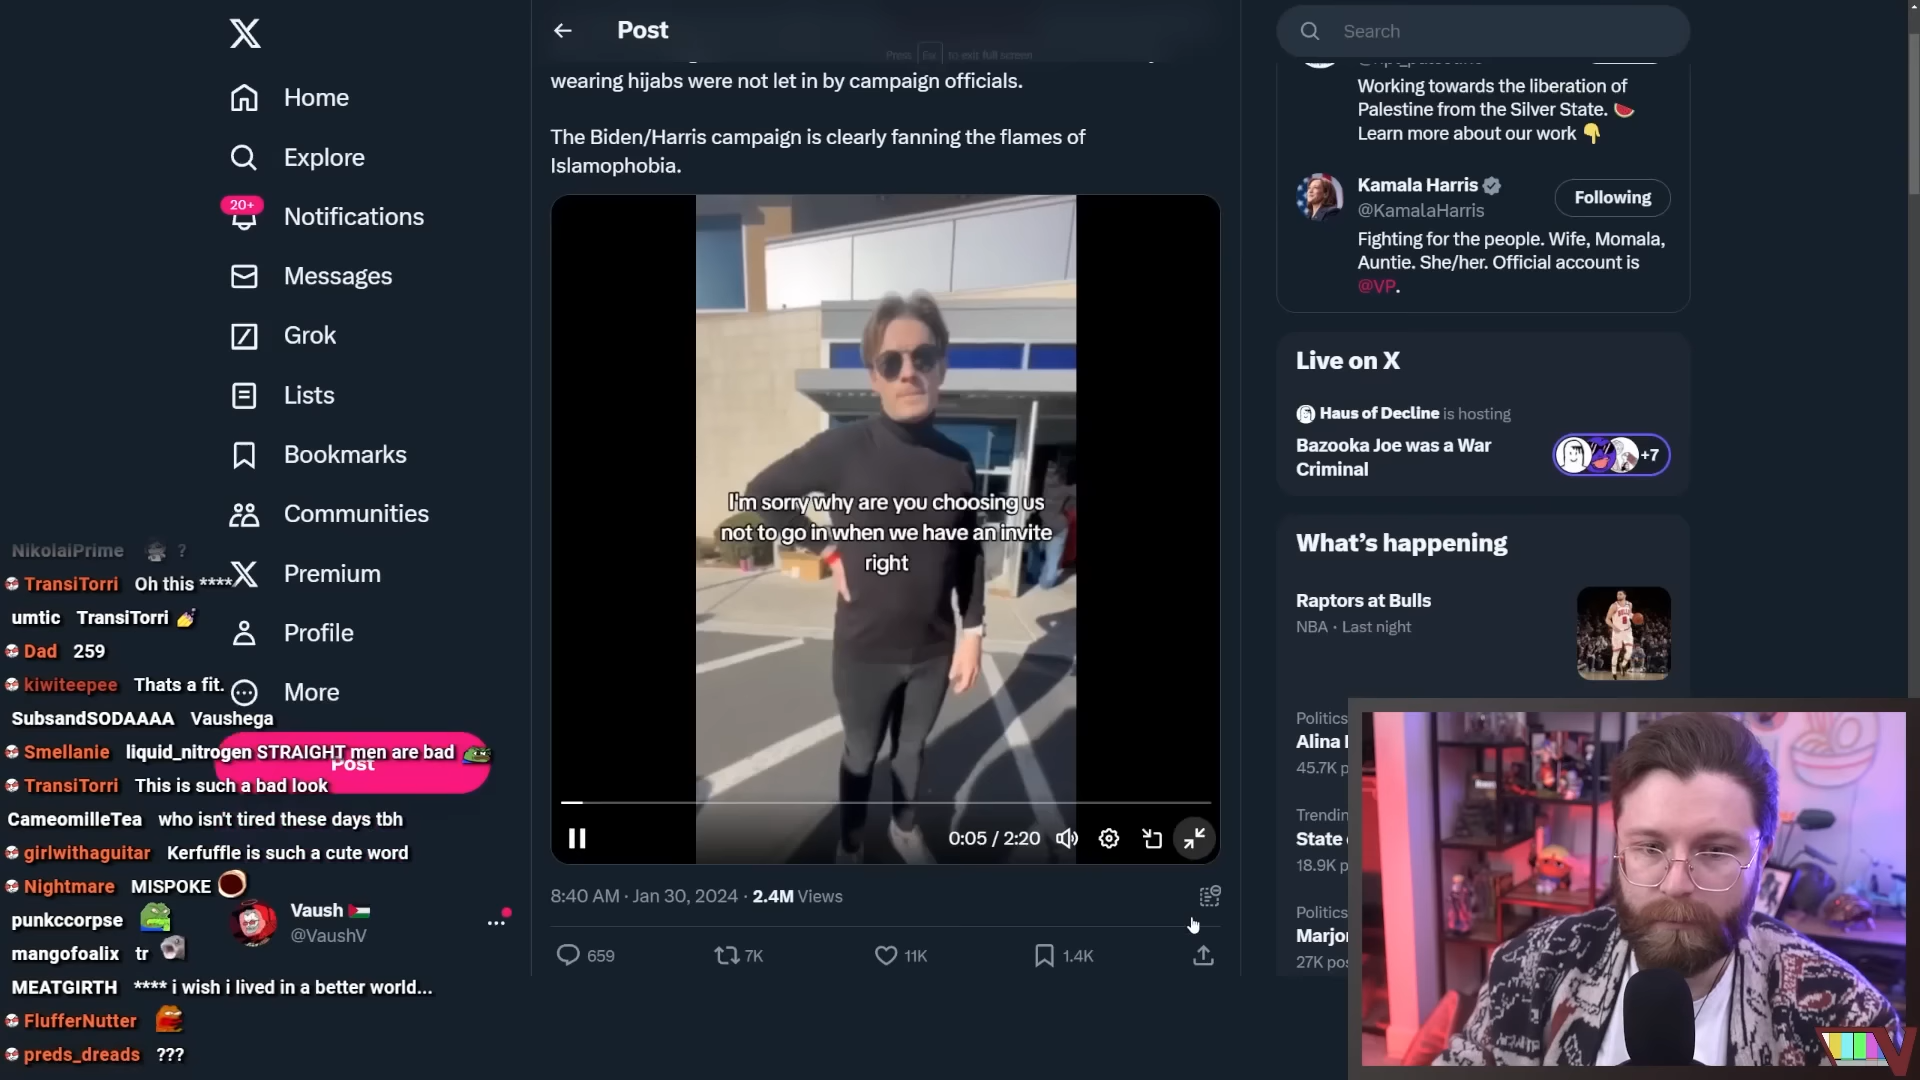 Home
Explore
20+
Notifications
Messages
Grok
Lists
Bookmarks
Communities
Premium
Profile
More
Post
Vaush
@VaushV
NikolaiPrime ?
TransiTorri Oh this ****
umtic TransiTorri
Dad 259
kiwiteepee Thats a fit.
SubsandSODAAAA Vaushega
Smellanie liquid_nitrogen STRAIGHT men are bad
TransiTorri This is such a bad look
CameomilleTea who isn't tired these days tbh
girlwithaguitar Kerfuffle is such a cute word
Nightmare MISPOKE
punkccorpse
mangofoalix tr
MEATGIRTH **** i wish i lived in a better world...
FlufferNutter
preds_dreads ???
Post
Press Esc to exit full screen
wearing hijabs were not let in by campaign officials.
The Biden/Harris campaign is clearly fanning the flames of
Islamophobia.
I'm sorry why are you choosing us
not to go in when we have an invite
right
0:05 / 2:20
8:40 AM · Jan 30, 2024 · 2.4M Views
659
7K
11K
1.4K
Search
Working towards the liberation of
Palestine from the Silver State.
Learn more about our work
Kamala Harris
@KamalaHarris
Following
Fighting for the people. Wife, Momala,
Auntie. She/her. Official account is
@VP.
Live on X
Haus of Decline is hosting
Bazooka Joe was a War
Criminal
+7
What's happening
Raptors at Bulls
NBA · Last night
Politics
Alina
45.7K
Trendin
State
18.9K
Politics
Marjor
27K pos